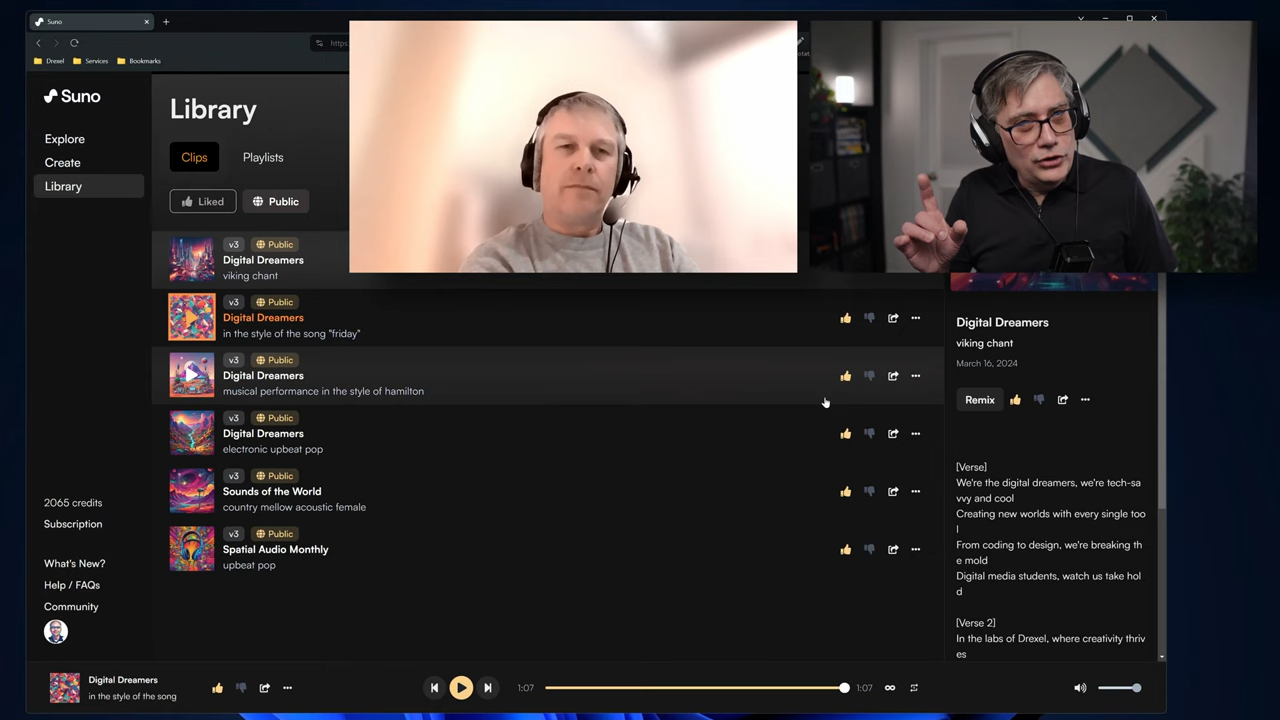 Suno
https:
Drexel
Services
Bookmarks
Suno
Explore
Create
Library
2065 credits
Subscription
What's New?
Help / FAQs
Community
Library
Clips
Playlists
Liked
Public
v3 Public
Digital Dreamers
viking chant
v3 Public
Digital Dreamers
in the style of the song "friday"
v3 Public
Digital Dreamers
musical performance in the style of hamilton
v3 Public
Digital Dreamers
electronic upbeat pop
v3 Public
Sounds of the World
country mellow acoustic female
v3 Public
Spatial Audio Monthly
upbeat pop
Digital Dreamers
viking chant
March 16, 2024
Remix
[Verse]
We're the digital dreamers, we're tech-sa
vvy and cool
Creating new worlds with every single too
l
From coding to design, we're breaking th
e mold
Digital media students, watch us take hol
d
[Verse 2]
In the labs of Drexel, where creativity thriv
es
Digital Dreamers
in the style of the song
1:07
1:07